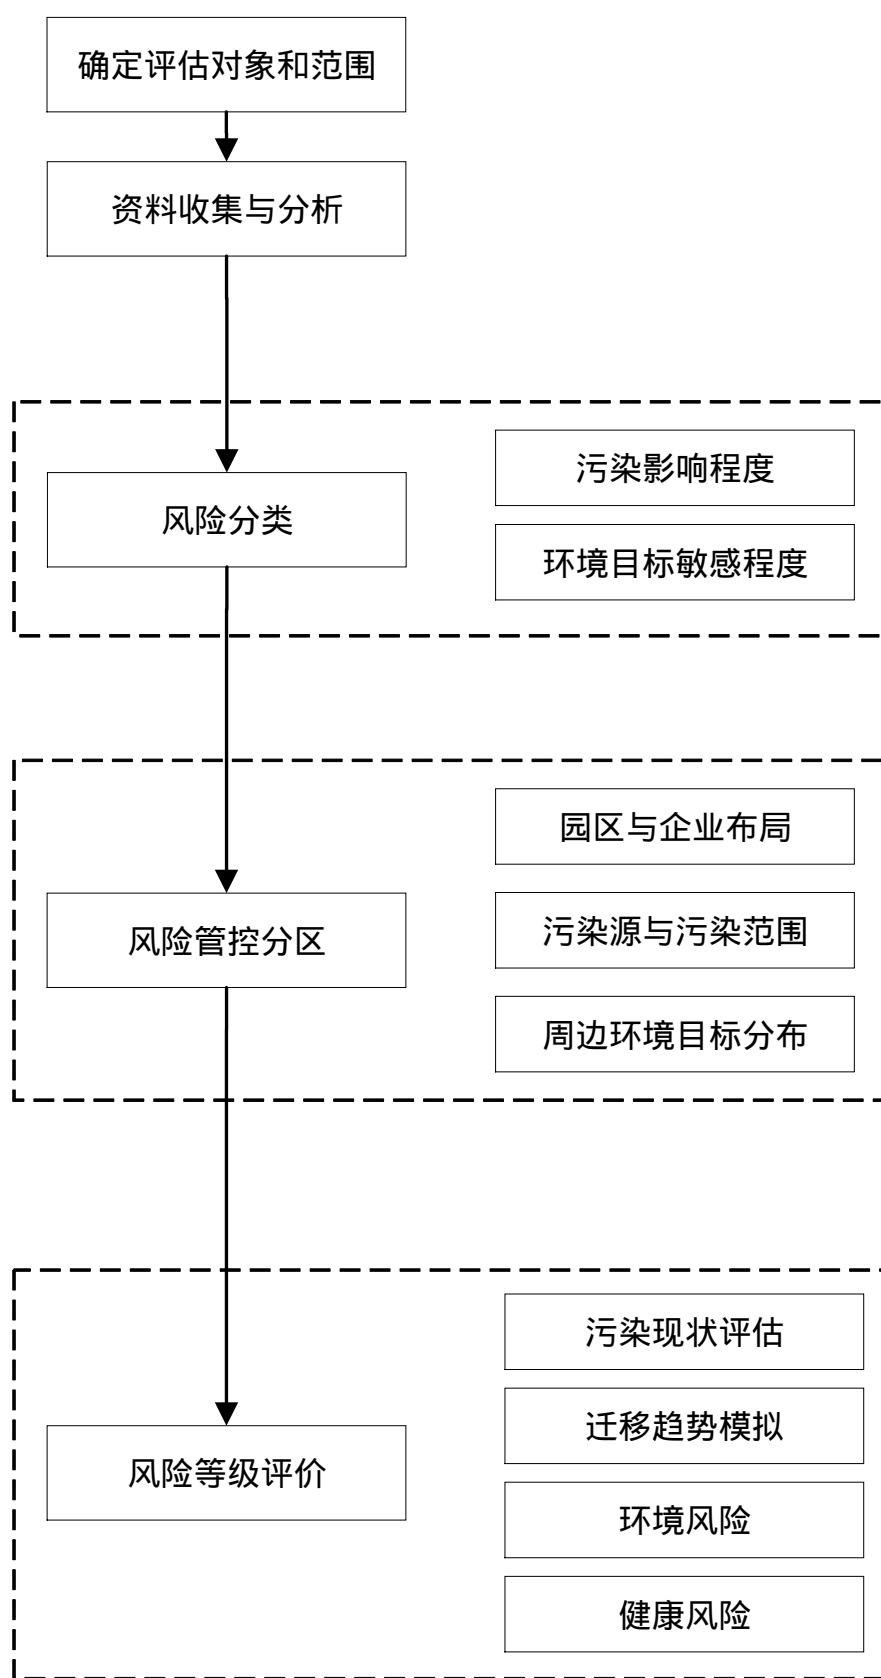 确定评估对象和范围
资料收集与分析
风险分类
污染影响程度
环境目标敏感程度
风险管控分区
园区与企业布局
污染源与污染范围
周边环境目标分布
风险等级评价
污染现状评估
迁移趋势模拟
环境风险
健康风险